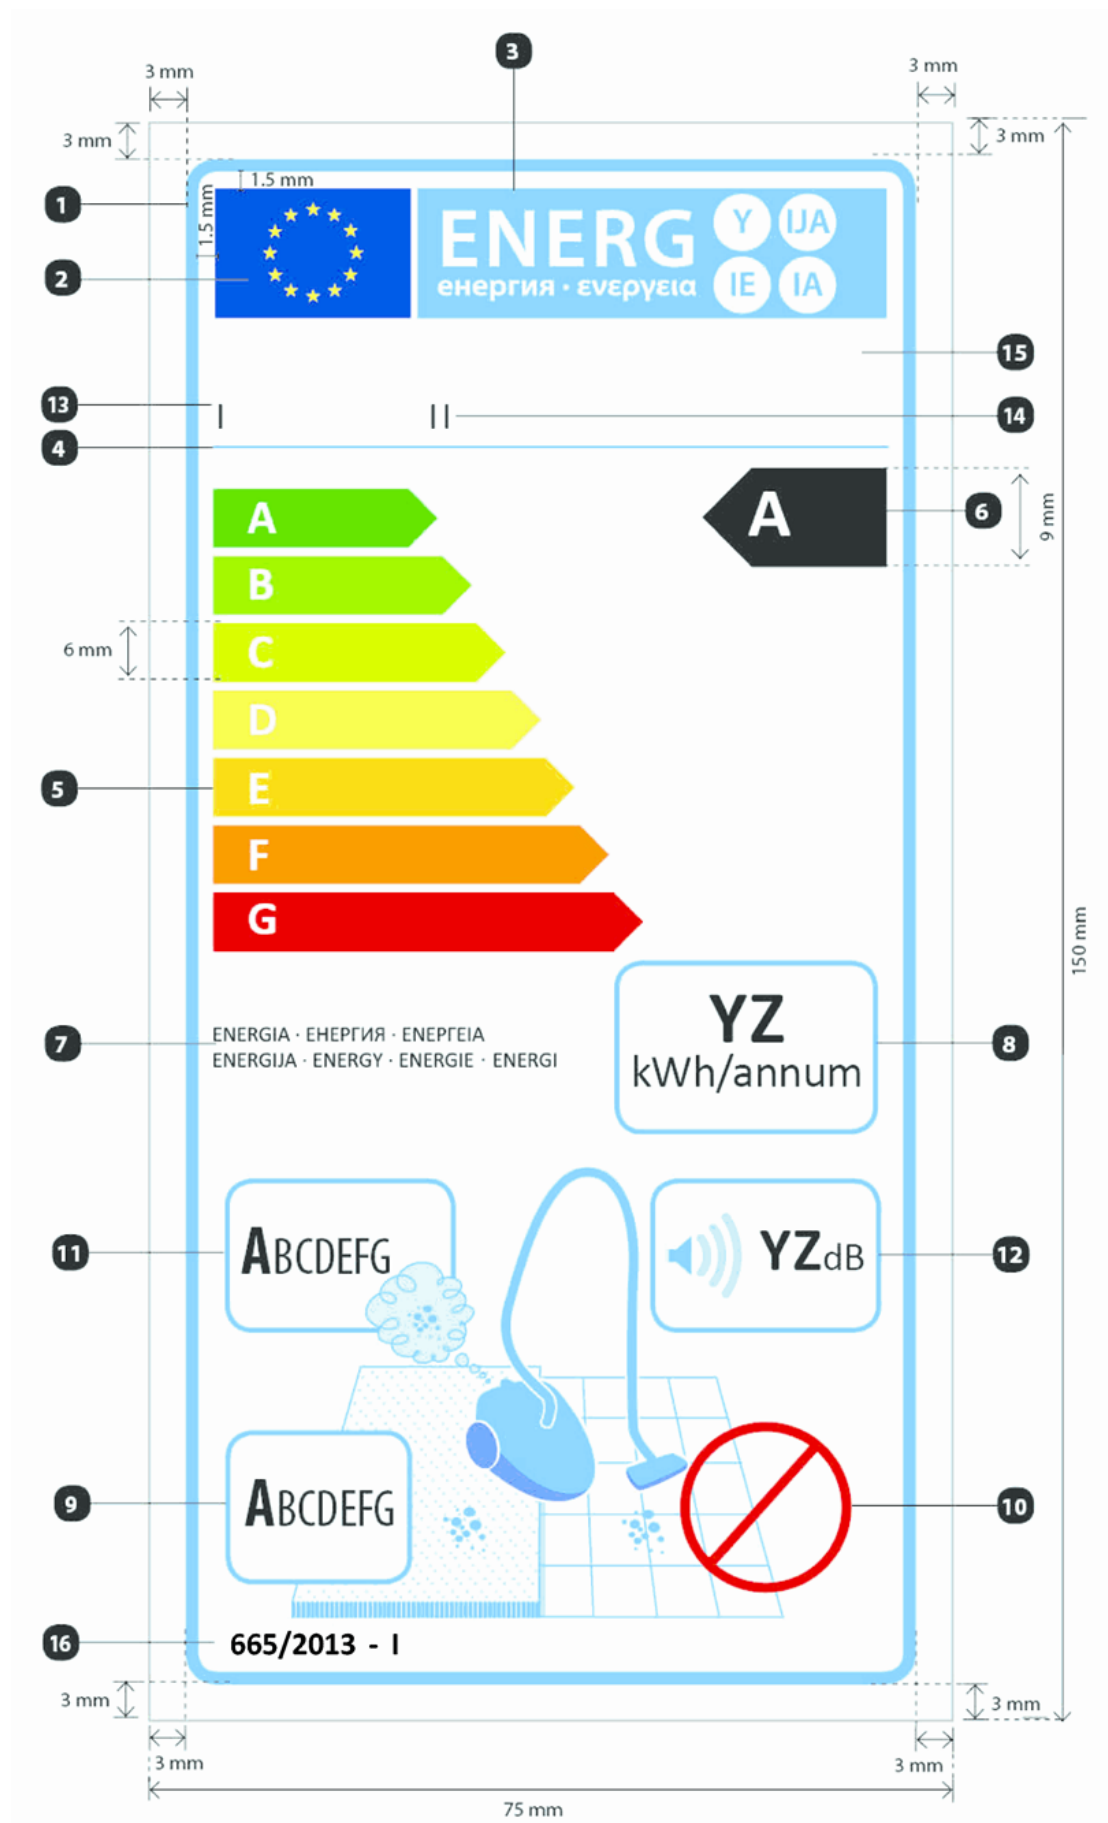 3
3 mm
3 mm
3 mm
3 mm
1.5 mm
1.5 mm
1
2
ENERG
енергия · ενεργεια
Y
IJA
IE
IA
15
13
I
II
14
4
A
A
6
9 mm
B
C
6 mm
D
E
5
F
G
150 mm
YZ
kWh/annum
7
ENERGIA · ЕНЕРГИЯ · ΕΝΕΡΓΕΙΑ
ENERGIJA · ENERGY · ENERGIE · ENERGI
8
11
ABCDEFG
YZdB
12
9
ABCDEFG
10
16
665/2013 - I
3 mm
3 mm
3 mm
3 mm
75 mm